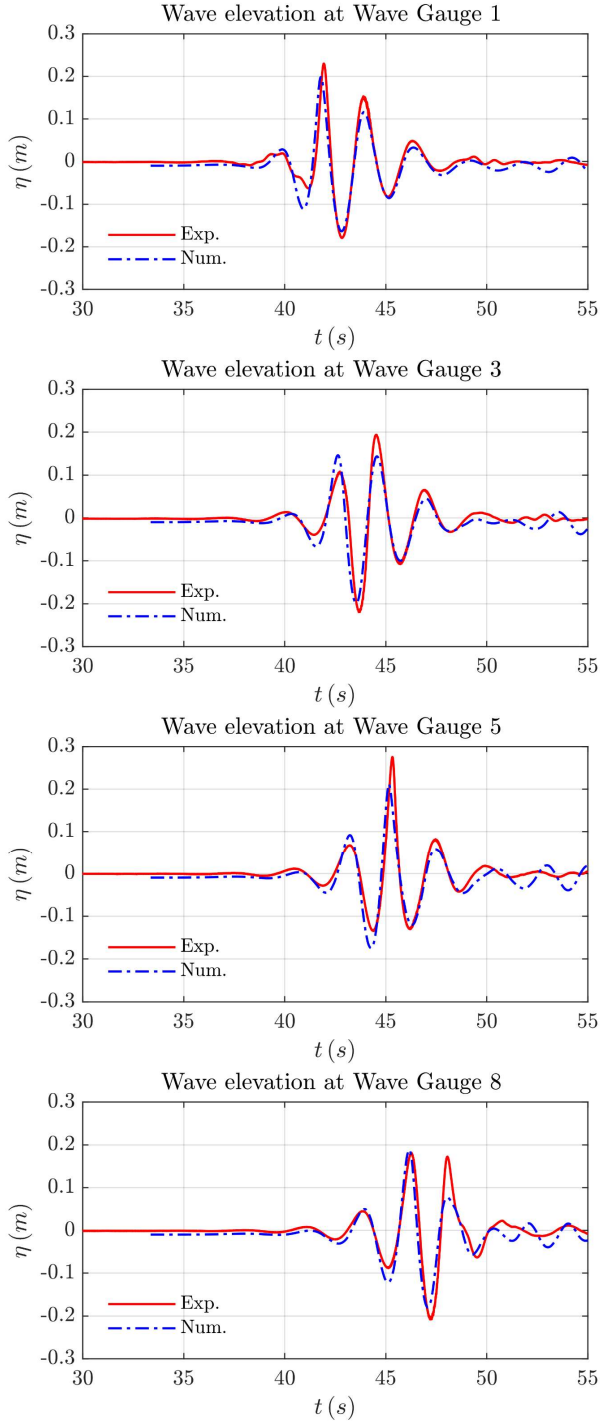 Wave elevation at Wave Gauge 1
0.3
0.2
0.1
0
-0.1
-0.2
-0.3
η (m)
Exp.
Num.
30 35 40 45 50 55
t (s)
Wave elevation at Wave Gauge 3
0.3
0.2
0.1
0
-0.1
-0.2
-0.3
η (m)
Exp.
Num.
30 35 40 45 50 55
t (s)
Wave elevation at Wave Gauge 5
0.3
0.2
0.1
0
-0.1
-0.2
-0.3
η (m)
Exp.
Num.
30 35 40 45 50 55
t (s)
Wave elevation at Wave Gauge 8
0.3
0.2
0.1
0
-0.1
-0.2
-0.3
η (m)
Exp.
Num.
30 35 40 45 50 55
t (s)